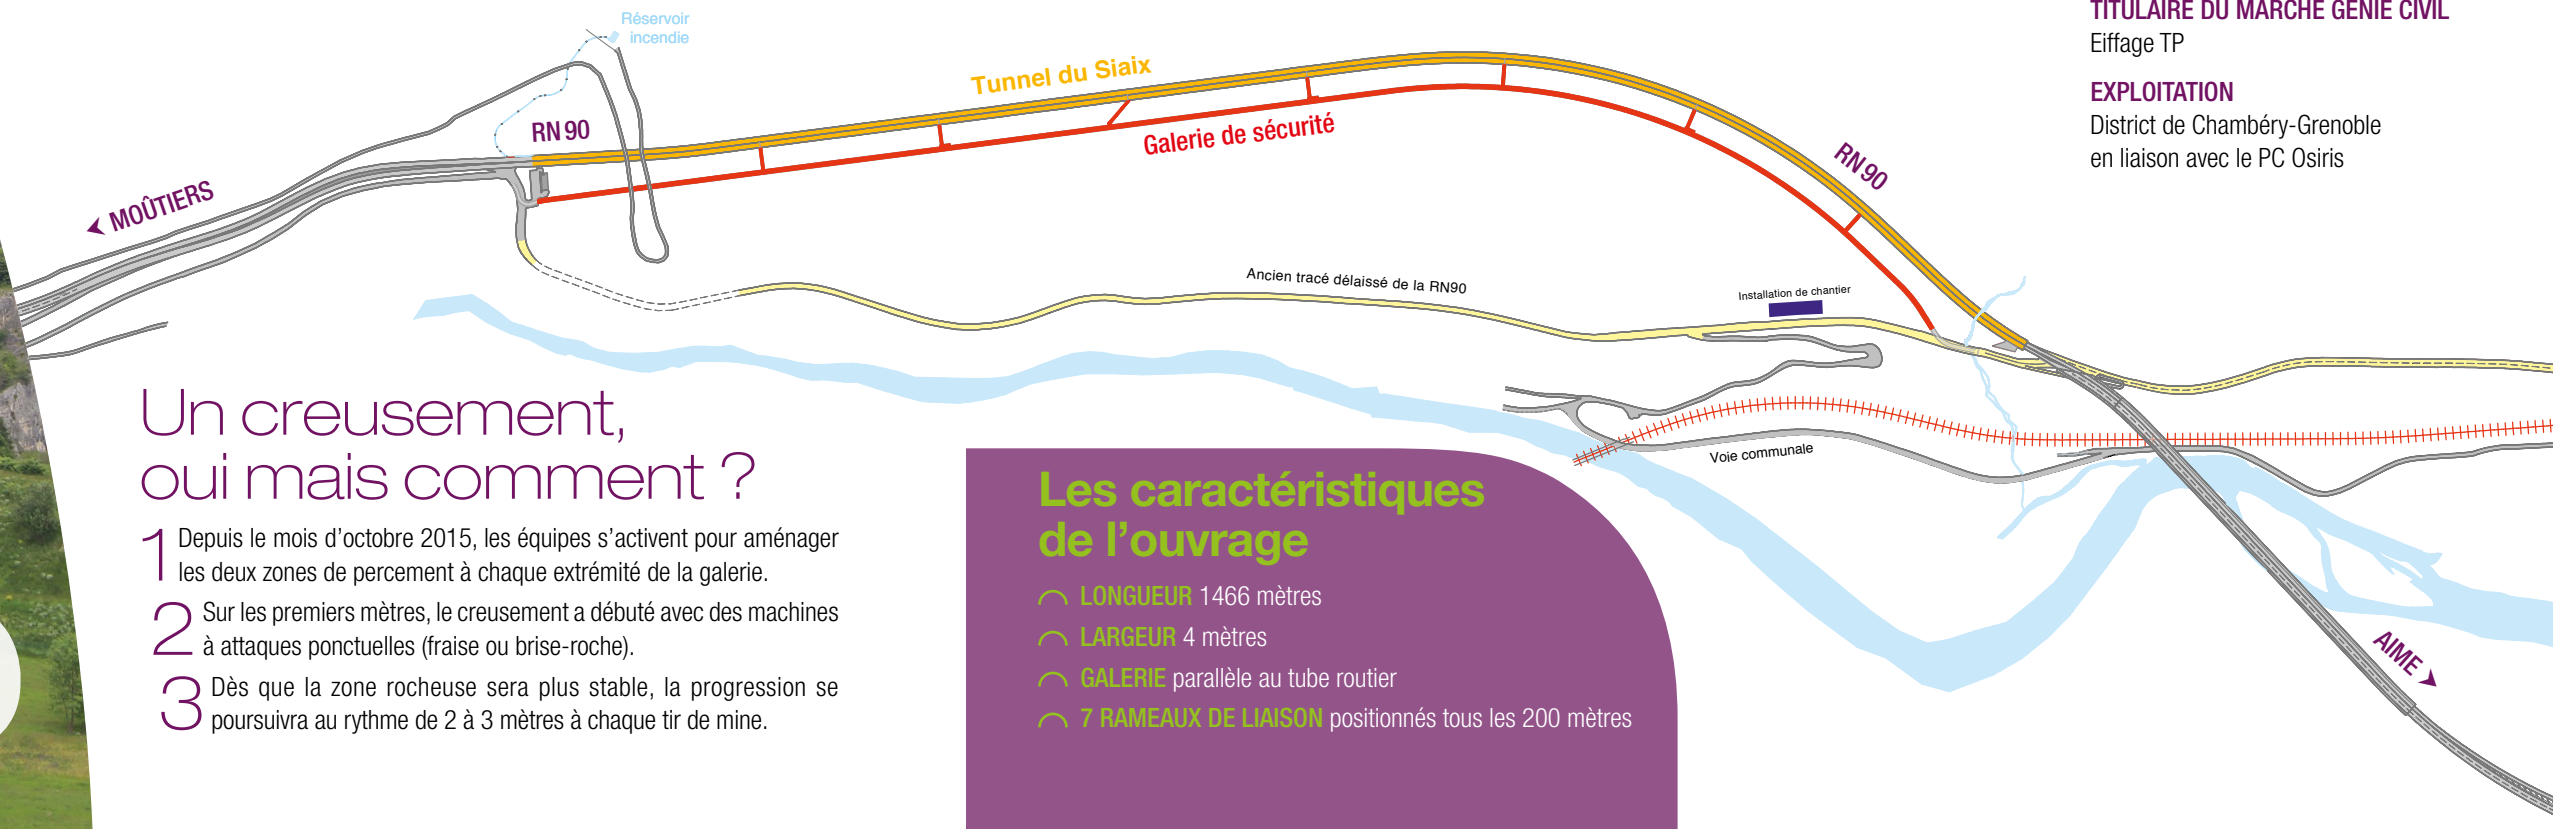 Réservoir
incendie
Tunnel du Siaix
RN 90
Galerie de sécurité
MOÛTIERS
RN 90
Ancien tracé délaissé de la RN90
Installation de chantier
Voie communale
AIME
TITULAIRE DU MARCHÉ GÉNIE CIVIL
Eiffage TP
EXPLOITATION
District de Chambéry-Grenoble
en liaison avec le PC Osiris
Un creusement,
oui mais comment ?
1 Depuis le mois d’octobre 2015, les équipes s’activent pour aménager
les deux zones de percement à chaque extrémité de la galerie.
2 Sur les premiers mètres, le creusement a débuté avec des machines
à attaques ponctuelles (fraise ou brise-roche).
3 Dès que la zone rocheuse sera plus stable, la progression se
poursuivra au rythme de 2 à 3 mètres à chaque tir de mine.
Les caractéristiques
de l’ouvrage
LONGUEUR 1466 mètres
LARGEUR 4 mètres
GALERIE parallèle au tube routier
7 RAMEAUX DE LIAISON positionnés tous les 200 mètres